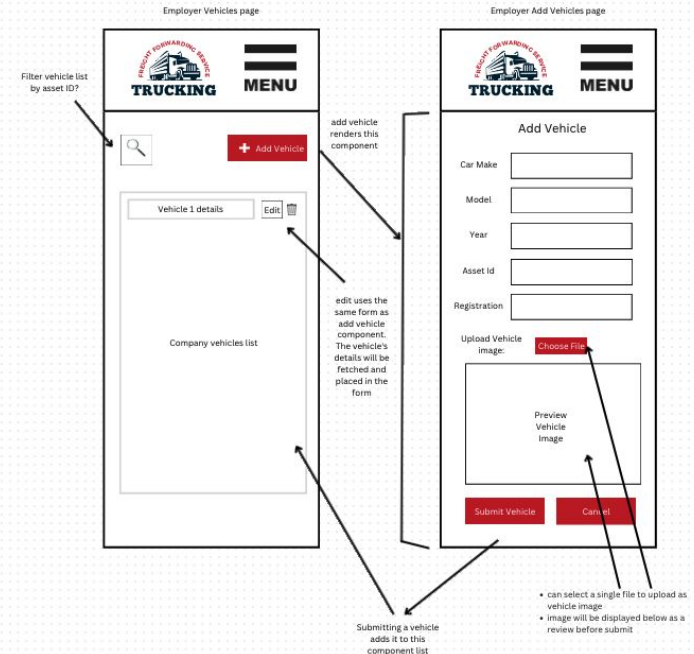 Employer Vehicles page
Employer Add Vehicles page
FREIGHT FORWARDING SERVICE
TRUCKING
MENU
FREIGHT FORWARDING SERVICE
TRUCKING
MENU
Filter vehicle list
by asset ID?
Add Vehicle
add vehicle
renders this
component
Vehicle 1 details
Edit
edit uses the
same form as
add vehicle
component.
The vehicle's
details will be
fetched and
placed in the
form
Company vehicles list
Add Vehicle
Car Make
Model
Year
Asset Id
Registration
Upload Vehicle
image:
Choose File
Preview
Vehicle
Image
Submit Vehicle
Cancel
Submitting a vehicle
adds it to this
component list
• can select a single file to upload as
vehicle image
• image will be displayed below as a
review before submit